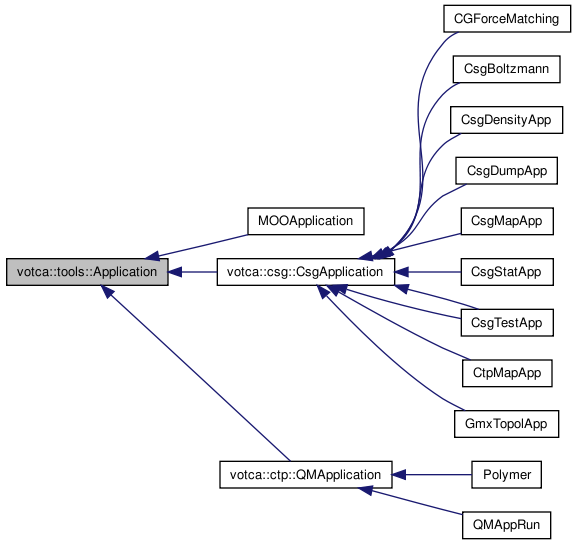 CGForceMatching
CsgBoltzmann
CsgDensityApp
CsgDumpApp
MOOApplication
CsgMapApp
votca::tools::Application
votca::csg::CsgApplication
CsgStatApp
CsgTestApp
CtpMapApp
GmxTopolApp
votca::ctp::QMApplication
Polymer
QMAppRun